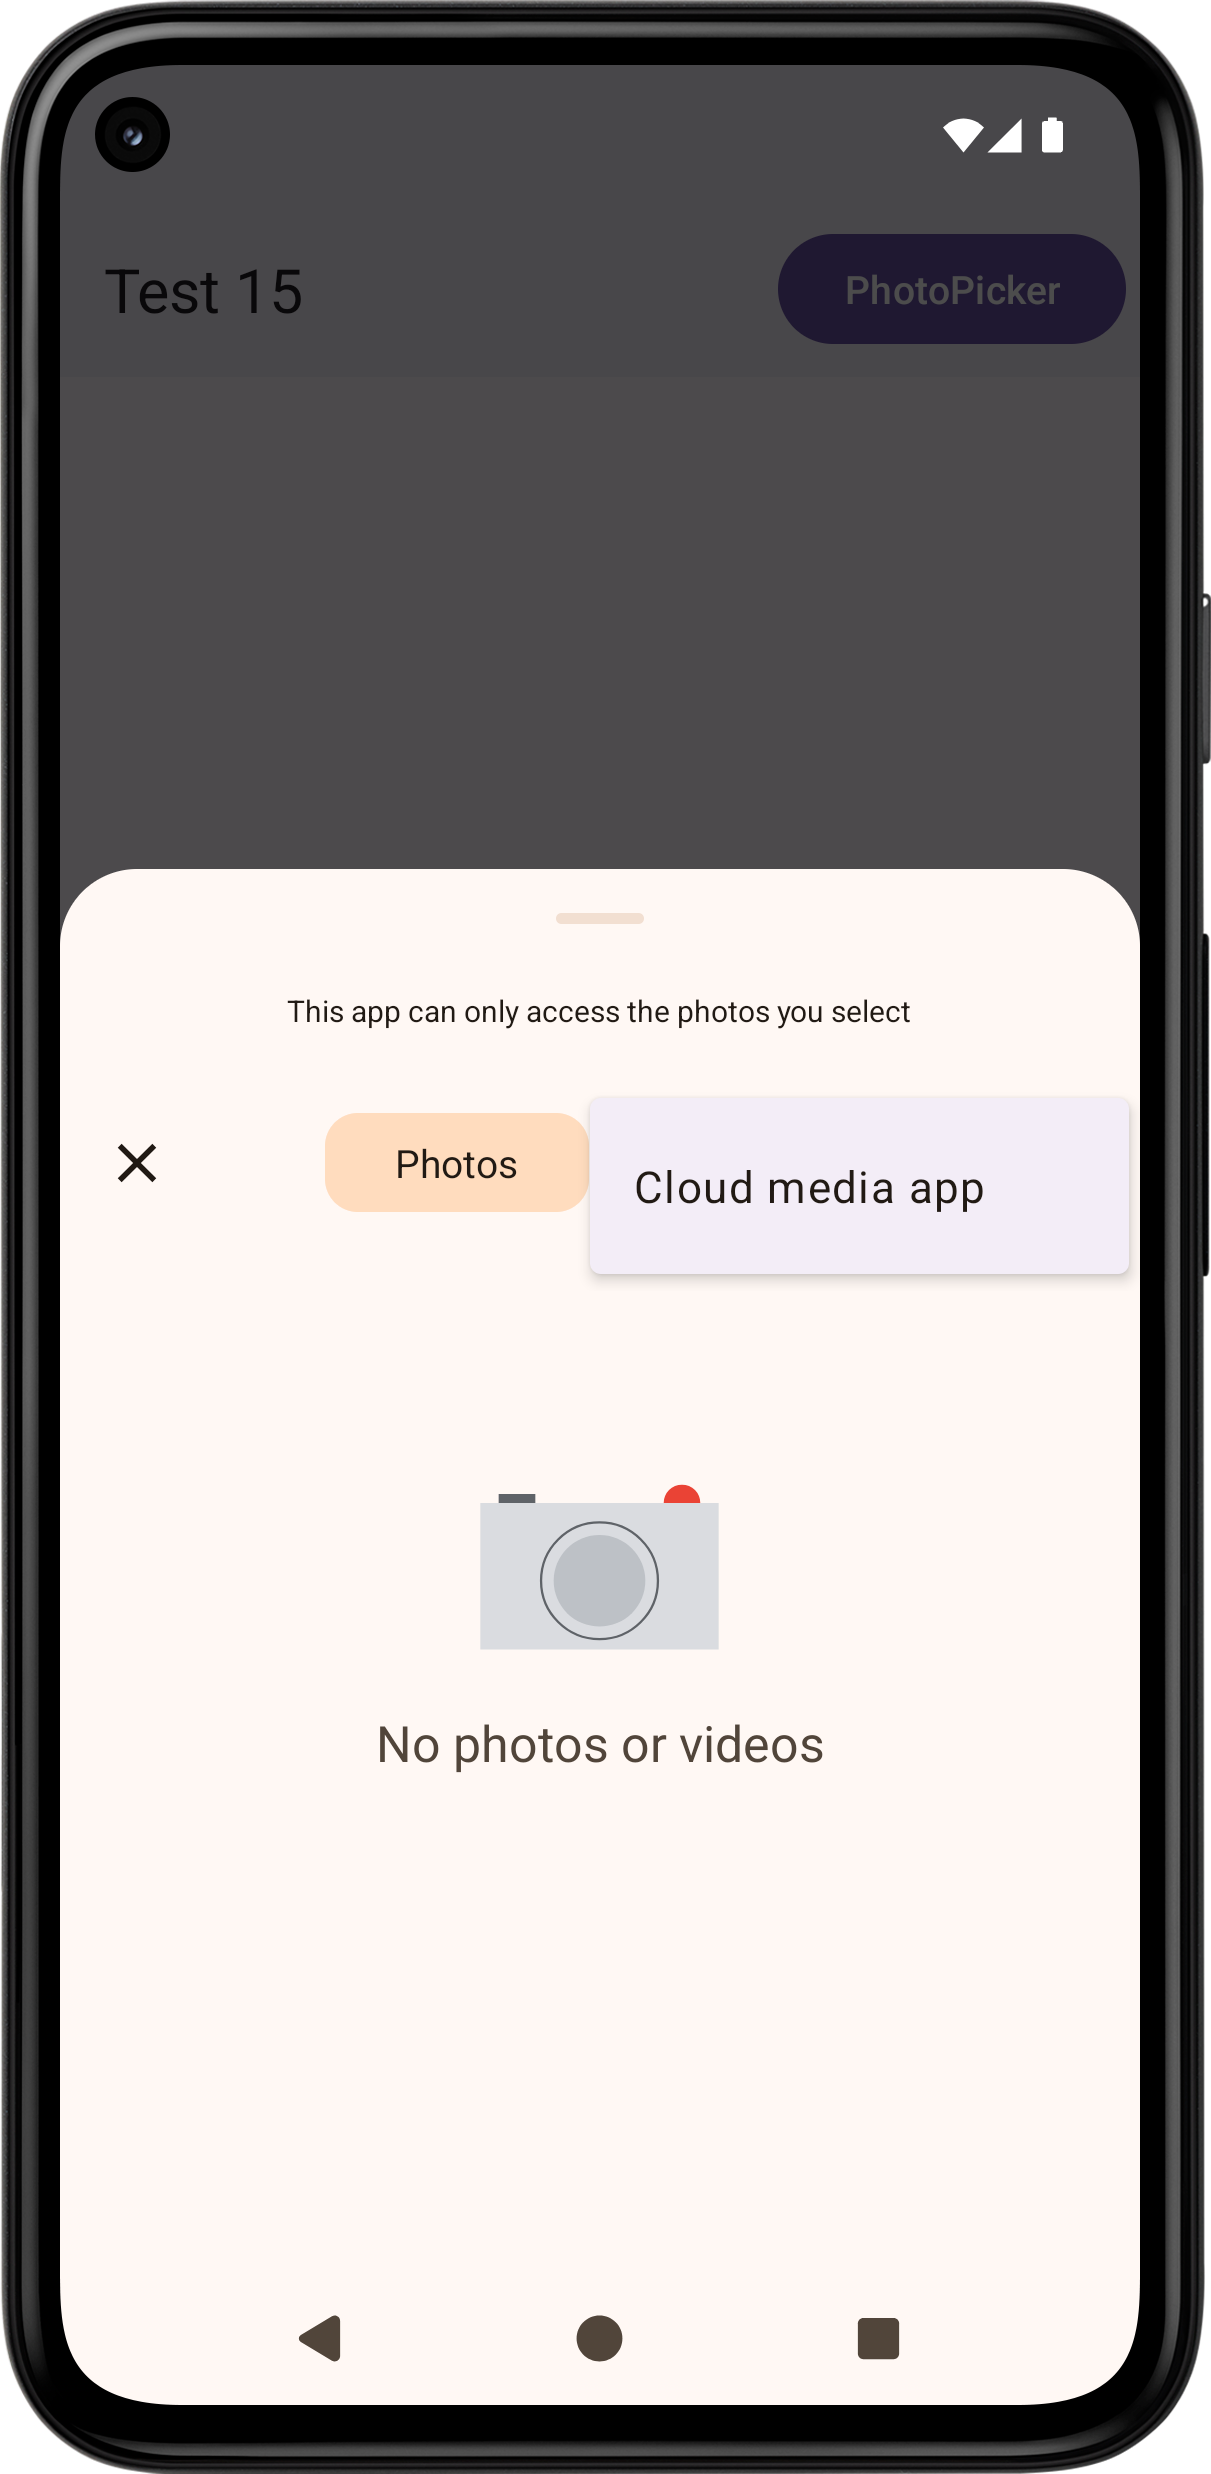 Test 15
PhotoPicker
This app can only access the photos you select
Photos
Cloud media app
No photos or videos